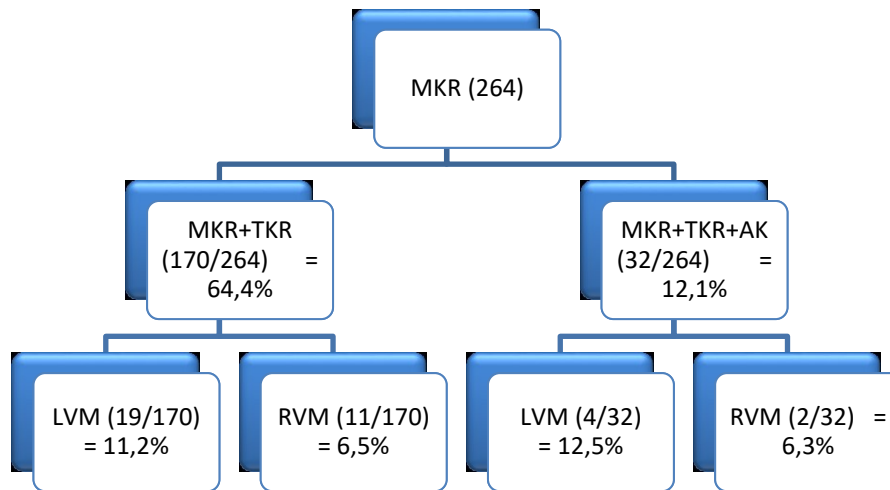 MKR (264)
MKR+TKR
(170/264) =
64,4%
MKR+TKR+AK
(32/264) =
12,1%
LVM (19/170)
= 11,2%
RVM (11/170)
= 6,5%
LVM (4/32)
= 12,5%
RVM (2/32) =
6,3%